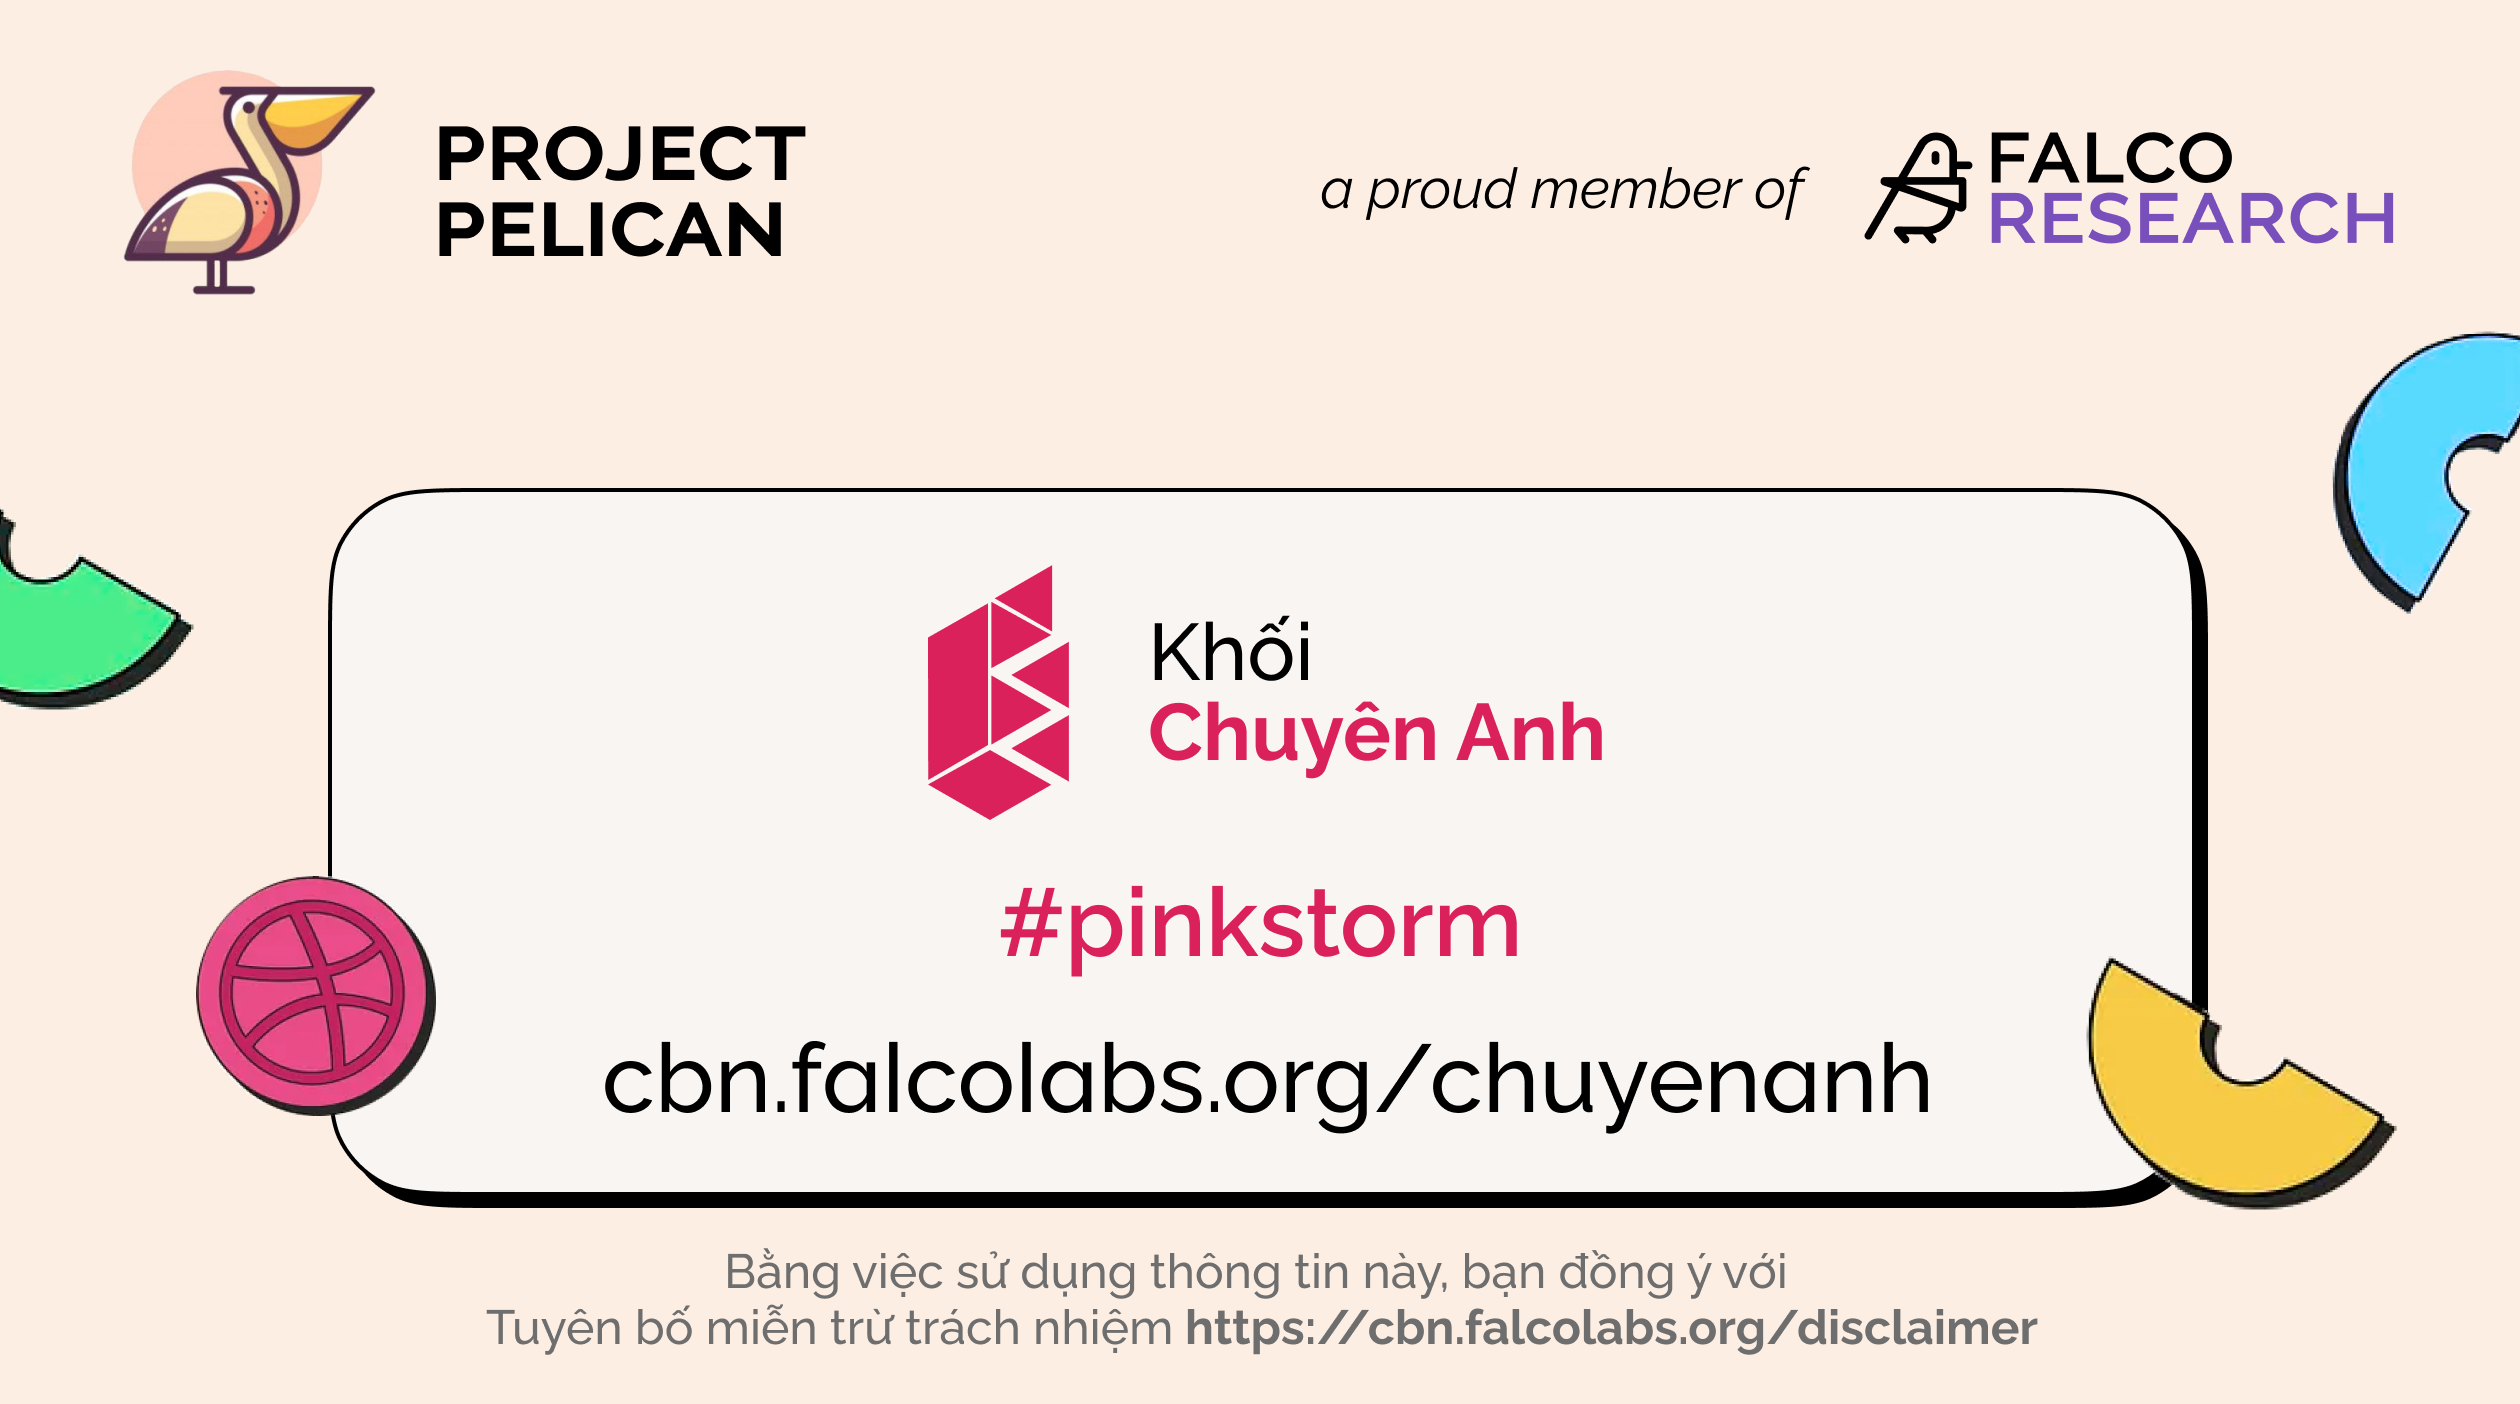 PROJECT
PELICAN
a proud member of
FALCO
RESEARCH
Khối
Chuyên Anh
#pinkstorm
cbn.falcolabs.org/chuyenanh
Bằng việc sử dụng thông tin này, bạn đồng ý với
Tuyên bố miễn trừ trách nhiệm https://cbn.falcolabs.org/disclaimer